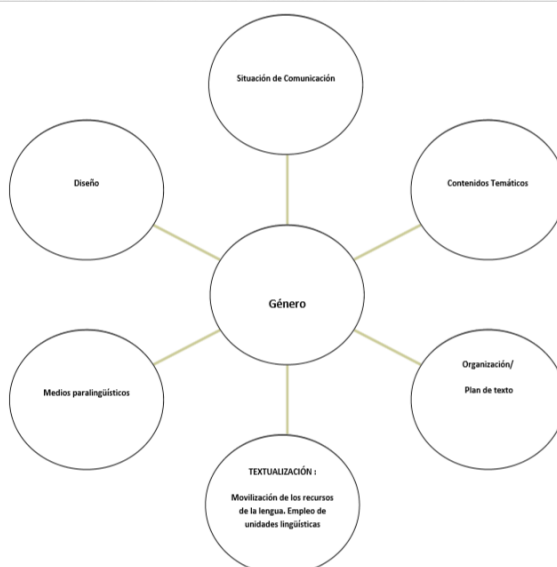 Situación de Comunicación
Diseño
Contenidos Temáticos
Género
Medios paralingüísticos
Organización/
Plan de texto
TEXTUALIZACIÓN :
Movilización de los recursos
de la lengua. Empleo de
unidades lingüísticas